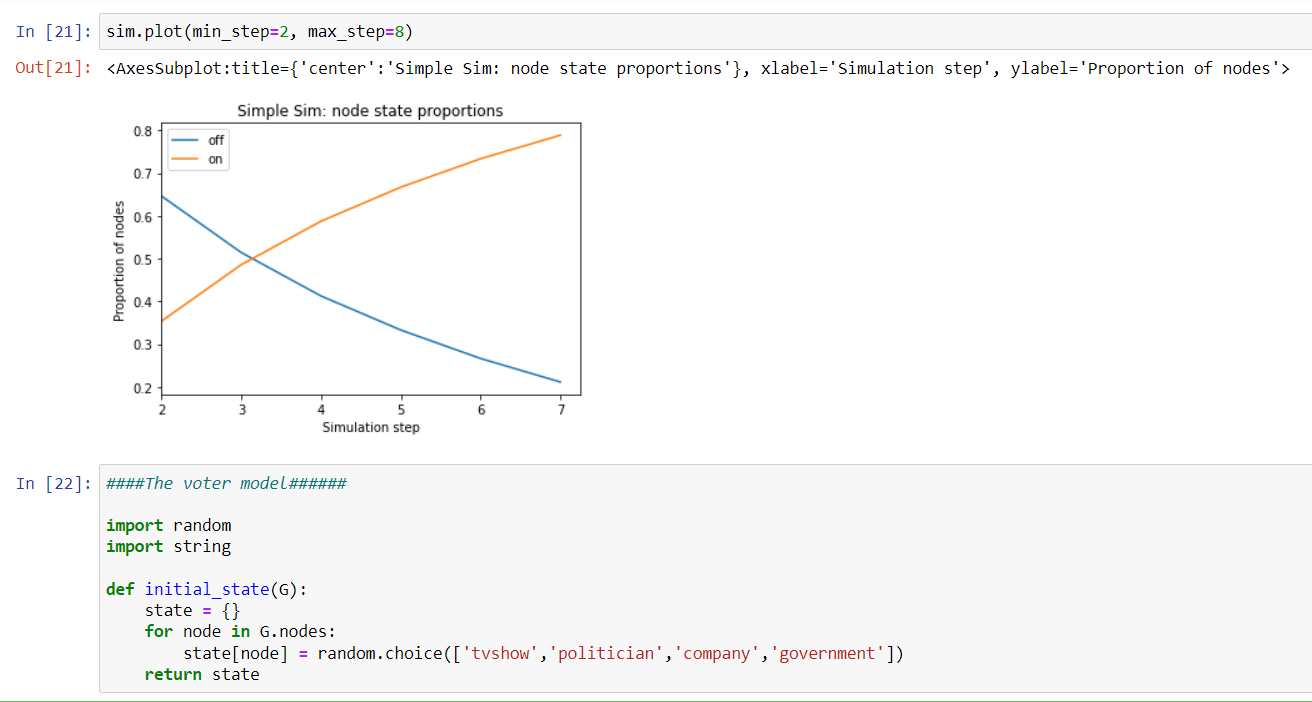 In [21]: sim.plot(min_step=2, max_step=8)
Out[21]: <AxesSubplot:title={'center':'Simple Sim: node state proportions'}, xlabel='Simulation step', ylabel='Proportion of nodes'>
Simple Sim: node state proportions
off
on
0.8
0.7
0.6
0.5
0.4
0.3
0.2
Proportion of nodes
2 3 4 5 6 7
Simulation step
In [22]: ####The voter model######
import random
import string
def initial_state(G):
    state = {}
    for node in G.nodes:
        state[node] = random.choice(['tvshow','politician','company','government'])
    return state